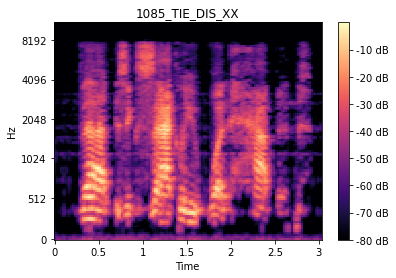 1085_TIE_DIS_XX
8192
4096
2048
1024
512
0
Hz
0 0.5 1 1.5 2 2.5 3
Time
-10 dB
-20 dB
-30 dB
-40 dB
-50 dB
-60 dB
-70 dB
-80 dB